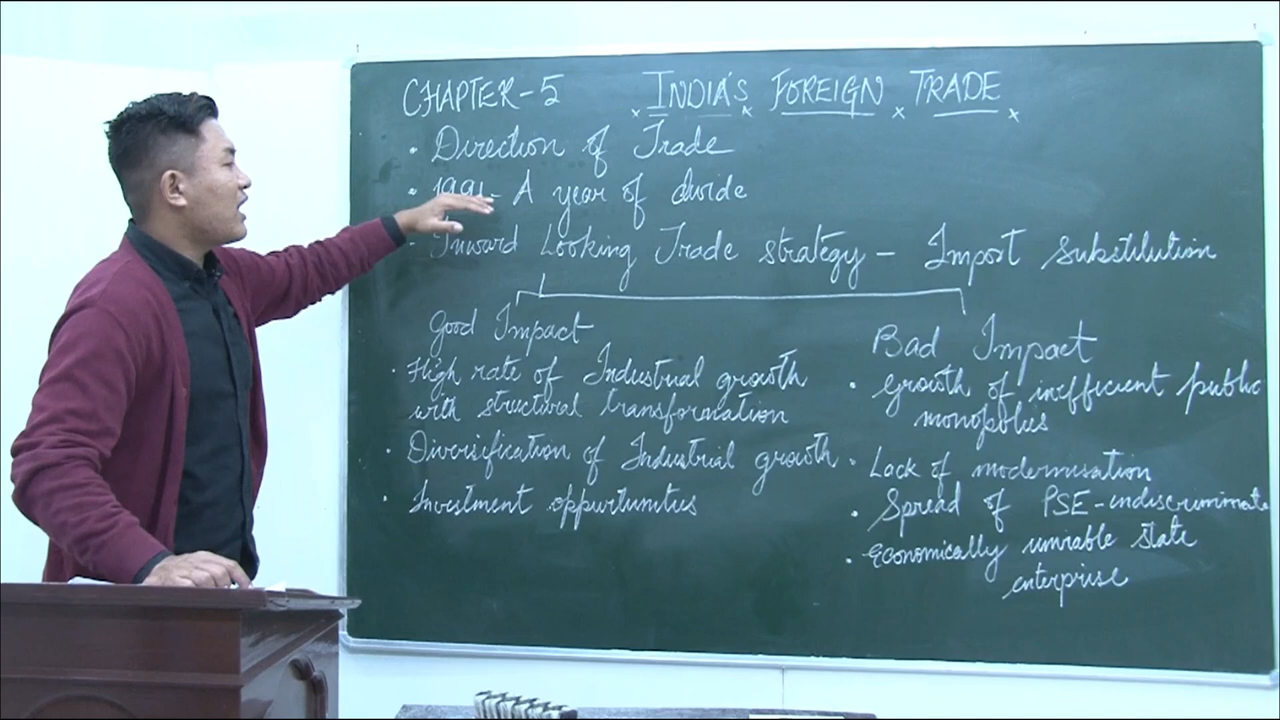 CHAPTER-5 INDIA'S FOREIGN TRADE
• Direction of Trade
• 1991- A year of divide
- Inward Looking Trade strategy - Import substitution
Good Impact
• High rate of Industrial growth
with structural transformation
• Diversification of Industrial growth
• Investment oppurtunities
Bad Impact
• Growth of inefficient public
monopolies
• Lack of modernisation
• Spread of PSE-indiscriminate
• Economically unviable state
enterprise